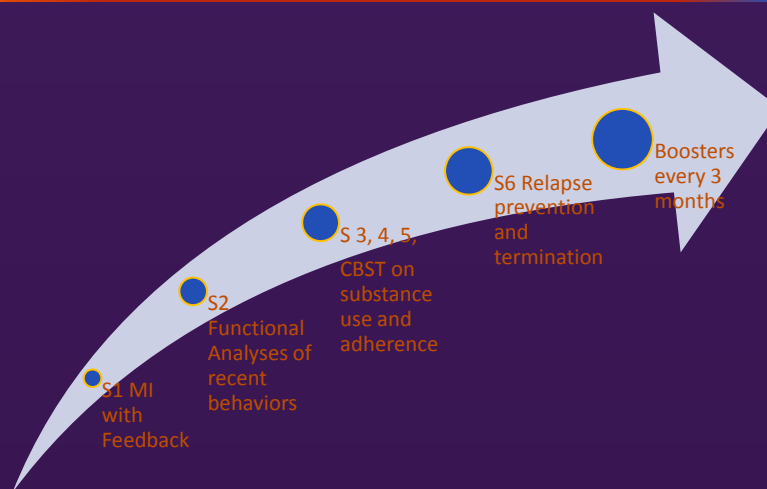 S1 MI
with
Feedback
S2
Functional
Analyses of
recent
behaviors
S 3, 4, 5,
CBST on
substance
use and
adherence
S6 Relapse
prevention
and
termination
Boosters
every 3
months